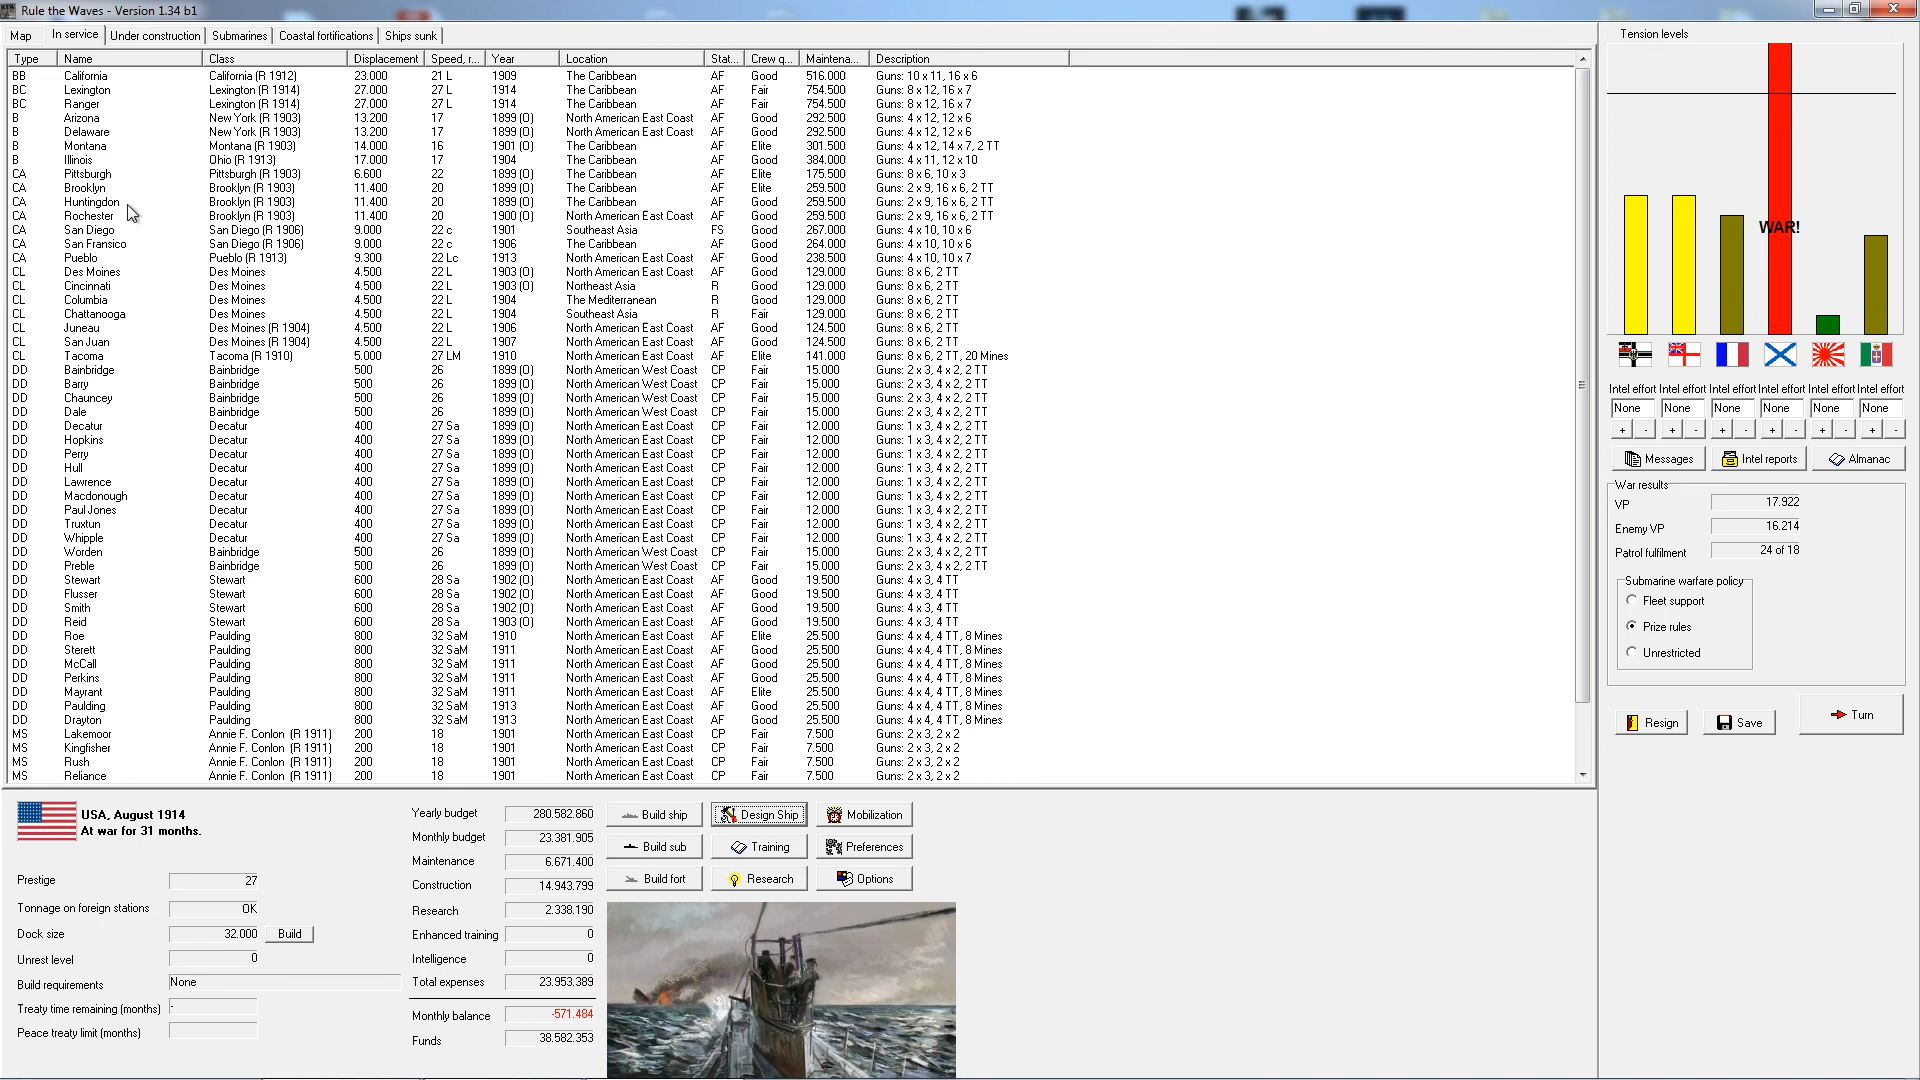 Rule the Waves - Version 1.34 b1
Map In service Under construction Submarines Coastal fortifications Ships sunk
Type Name Class Displacement Speed, r... Year Location Stat... Crew q... Maintena... Description
BB California California (R 1912) 23.000 21 L 1909 The Caribbean AF Good 516.000 Guns: 10 x 11, 16 x 6
BC Lexington Lexington (R 1914) 27.000 27 L 1914 The Caribbean AF Fair 754.500 Guns: 8 x 12, 16 x 7
BC Ranger Lexington (R 1914) 27.000 27 L 1914 The Caribbean AF Fair 754.500 Guns: 8 x 12, 16 x 7
B Arizona New York (R 1903) 13.200 17 1899 (O) North American East Coast AF Good 292.500 Guns: 4 x 12, 12 x 6
B Delaware New York (R 1903) 13.200 17 1899 (O) North American East Coast AF Good 292.500 Guns: 4 x 12, 12 x 6
B Montana Montana (R 1903) 14.000 16 1901 (O) The Caribbean AF Elite 301.500 Guns: 4 x 12, 14 x 7, 2 TT
B Illinois Ohio (R 1913) 17.000 17 1904 The Caribbean AF Good 384.000 Guns: 4 x 11, 12 x 10
CA Pittsburgh Pittsburgh (R 1903) 6.600 22 1899 (O) The Caribbean AF Elite 175.500 Guns: 8 x 6, 10 x 3
CA Brooklyn Brooklyn (R 1903) 11.400 20 1899 (O) The Caribbean AF Elite 259.500 Guns: 2 x 9, 16 x 6, 2 TT
CA Huntingdon Brooklyn (R 1903) 11.400 20 1899 (O) The Caribbean AF Good 259.500 Guns: 2 x 9, 16 x 6, 2 TT
CA Rochester Brooklyn (R 1903) 11.400 20 1900 (O) North American East Coast AF Good 259.500 Guns: 2 x 9, 16 x 6, 2 TT
CA San Diego San Diego (R 1906) 9.000 22 c 1901 Southeast Asia FS Good 267.000 Guns: 4 x 10, 10 x 6
CA San Fransico San Diego (R 1906) 9.000 22 c 1906 The Caribbean AF Good 264.000 Guns: 4 x 10, 10 x 6
CA Pueblo Pueblo (R 1913) 9.300 22 Lc 1913 North American East Coast AF Good 238.500 Guns: 4 x 10, 10 x 7
CL Des Moines Des Moines 4.500 22 L 1903 (O) North American East Coast AF Good 129.000 Guns: 8 x 6, 2 TT
CL Cincinnati Des Moines 4.500 22 L 1903 (O) Northeast Asia R Good 129.000 Guns: 8 x 6, 2 TT
CL Columbia Des Moines 4.500 22 L 1904 The Mediterranean R Good 129.000 Guns: 8 x 6, 2 TT
CL Chattanooga Des Moines 4.500 22 L 1904 Southeast Asia R Fair 129.000 Guns: 8 x 6, 2 TT
CL Juneau Des Moines (R 1904) 4.500 22 L 1906 North American East Coast AF Good 124.500 Guns: 8 x 6, 2 TT
CL San Juan Des Moines (R 1904) 4.500 22 L 1907 North American East Coast AF Good 124.500 Guns: 8 x 6, 2 TT
CL Tacoma Tacoma (R 1910) 5.000 27 LM 1910 North American East Coast AF Elite 141.000 Guns: 8 x 6, 2 TT, 20 Mines
DD Bainbridge Bainbridge 500 26 1899 (O) North American West Coast CP Fair 15.000 Guns: 2 x 3, 4 x 2, 2 TT
DD Barry Bainbridge 500 26 1899 (O) North American West Coast CP Fair 15.000 Guns: 2 x 3, 4 x 2, 2 TT
DD Chauncey Bainbridge 500 26 1899 (O) North American West Coast CP Fair 15.000 Guns: 2 x 3, 4 x 2, 2 TT
DD Dale Bainbridge 500 26 1899 (O) North American West Coast CP Fair 15.000 Guns: 2 x 3, 4 x 2, 2 TT
DD Decatur Decatur 400 27 Sa 1899 (O) North American East Coast CP Fair 12.000 Guns: 1 x 3, 4 x 2, 2 TT
DD Hopkins Decatur 400 27 Sa 1899 (O) North American East Coast CP Fair 12.000 Guns: 1 x 3, 4 x 2, 2 TT
DD Perry Decatur 400 27 Sa 1899 (O) North American East Coast CP Fair 12.000 Guns: 1 x 3, 4 x 2, 2 TT
DD Hull Decatur 400 27 Sa 1899 (O) North American East Coast CP Fair 12.000 Guns: 1 x 3, 4 x 2, 2 TT
DD Lawrence Decatur 400 27 Sa 1899 (O) North American East Coast CP Fair 12.000 Guns: 1 x 3, 4 x 2, 2 TT
DD Macdonough Decatur 400 27 Sa 1899 (O) North American East Coast CP Fair 12.000 Guns: 1 x 3, 4 x 2, 2 TT
DD Paul Jones Decatur 400 27 Sa 1899 (O) North American East Coast CP Fair 12.000 Guns: 1 x 3, 4 x 2, 2 TT
DD Truxtun Decatur 400 27 Sa 1899 (O) North American East Coast CP Fair 12.000 Guns: 1 x 3, 4 x 2, 2 TT
DD Whipple Decatur 400 27 Sa 1899 (O) North American East Coast CP Fair 12.000 Guns: 1 x 3, 4 x 2, 2 TT
DD Worden Bainbridge 500 26 1899 (O) North American West Coast CP Fair 15.000 Guns: 2 x 3, 4 x 2, 2 TT
DD Preble Bainbridge 500 26 1899 (O) North American West Coast CP Fair 15.000 Guns: 2 x 3, 4 x 2, 2 TT
DD Stewart Stewart 600 28 Sa 1902 (O) North American East Coast AF Good 19.500 Guns: 4 x 3, 4 TT
DD Flusser Stewart 600 28 Sa 1902 (O) North American East Coast AF Good 19.500 Guns: 4 x 3, 4 TT
DD Smith Stewart 600 28 Sa 1902 (O) North American East Coast AF Good 19.500 Guns: 4 x 3, 4 TT
DD Reid Stewart 600 28 Sa 1903 (O) North American East Coast AF Good 19.500 Guns: 4 x 3, 4 TT
DD Roe Paulding 800 32 SaM 1910 North American East Coast AF Elite 25.500 Guns: 4 x 4, 4 TT, 8 Mines
DD Sterett Paulding 800 32 SaM 1911 North American East Coast AF Good 25.500 Guns: 4 x 4, 4 TT, 8 Mines
DD McCall Paulding 800 32 SaM 1911 North American East Coast AF Good 25.500 Guns: 4 x 4, 4 TT, 8 Mines
DD Perkins Paulding 800 32 SaM 1911 North American East Coast AF Good 25.500 Guns: 4 x 4, 4 TT, 8 Mines
DD Mayrant Paulding 800 32 SaM 1911 North American East Coast AF Elite 25.500 Guns: 4 x 4, 4 TT, 8 Mines
DD Paulding Paulding 800 32 SaM 1913 North American East Coast AF Good 25.500 Guns: 4 x 4, 4 TT, 8 Mines
DD Drayton Paulding 800 32 SaM 1913 North American East Coast AF Good 25.500 Guns: 4 x 4, 4 TT, 8 Mines
MS Lakemoor Annie F. Conlon (R 1911) 200 18 1901 North American East Coast CP Fair 7.500 Guns: 2 x 3, 2 x 2
MS Kingfisher Annie F. Conlon (R 1911) 200 18 1901 North American East Coast CP Fair 7.500 Guns: 2 x 3, 2 x 2
MS Rush Annie F. Conlon (R 1911) 200 18 1901 North American East Coast CP Fair 7.500 Guns: 2 x 3, 2 x 2
MS Reliance Annie F. Conlon (R 1911) 200 18 1901 North American East Coast CP Fair 7.500 Guns: 2 x 3, 2 x 2
Tension levels
WAR!
Intel effort Intel effort Intel effort Intel effort Intel effort Intel effort
None None None None None None
+ - + - + - + - + - + -
Messages Intel reports Almanac
War results
VP 17.922
Enemy VP 16.214
Patrol fulfilment 24 of 18
Submarine warfare policy
Fleet support
Prize rules
Unrestricted
Resign Save Turn
USA, August 1914
At war for 31 months.
Prestige 27
Tonnage on foreign stations OK
Dock size 32.000 Build
Unrest level 0
Build requirements None
Treaty time remaining (months) -
Peace treaty limit (months)
Yearly budget 280.582.860
Monthly budget 23.381.905
Maintenance 6.671.400
Construction 14.943.799
Research 2.338.190
Enhanced training 0
Intelligence 0
Total expenses 23.953.389
Monthly balance -571.484
Funds 38.582.353
Build ship Design Ship Mobilization
Build sub Training Preferences
Build fort Research Options